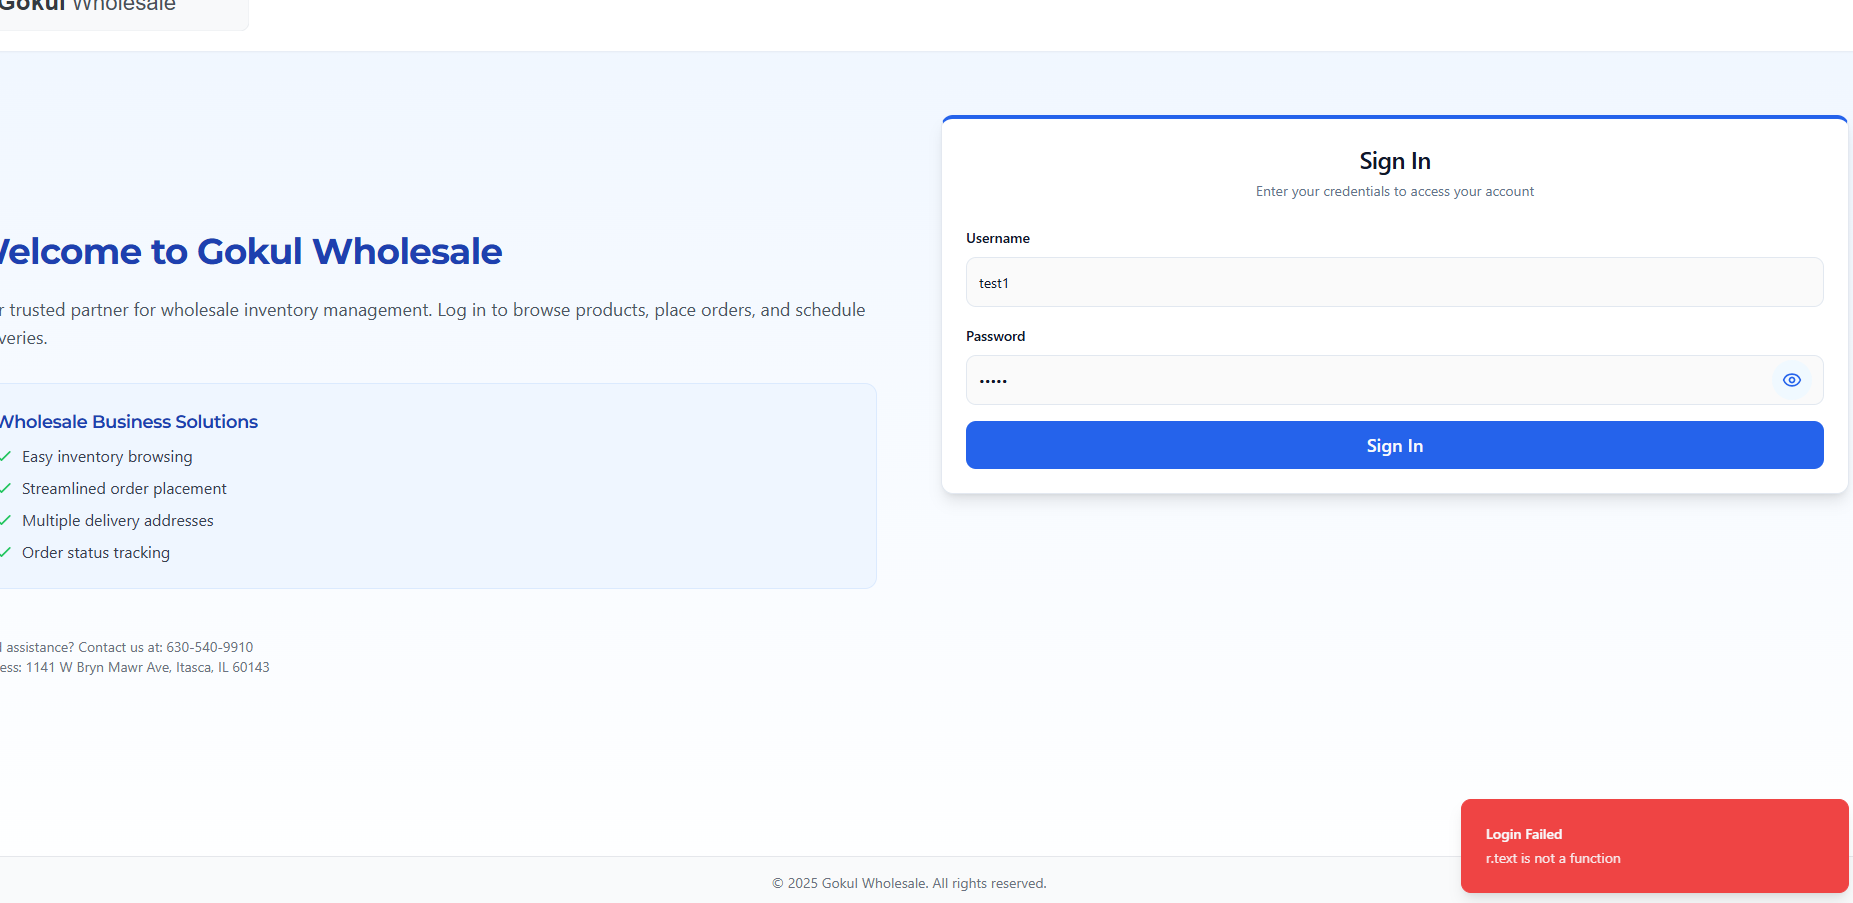 Gokul Wholesale
elcome to Gokul Wholesale
trusted partner for wholesale inventory management. Log in to browse products, place orders, and schedule
veries.
Wholesale Business Solutions
Easy inventory browsing
Streamlined order placement
Multiple delivery addresses
Order status tracking
assistance? Contact us at: 630-540-9910
ess: 1141 W Bryn Mawr Ave, Itasca, IL 60143
Sign In
Enter your credentials to access your account
Username
test1
Password
•••••
Sign In
Login Failed
r.text is not a function
© 2025 Gokul Wholesale. All rights reserved.